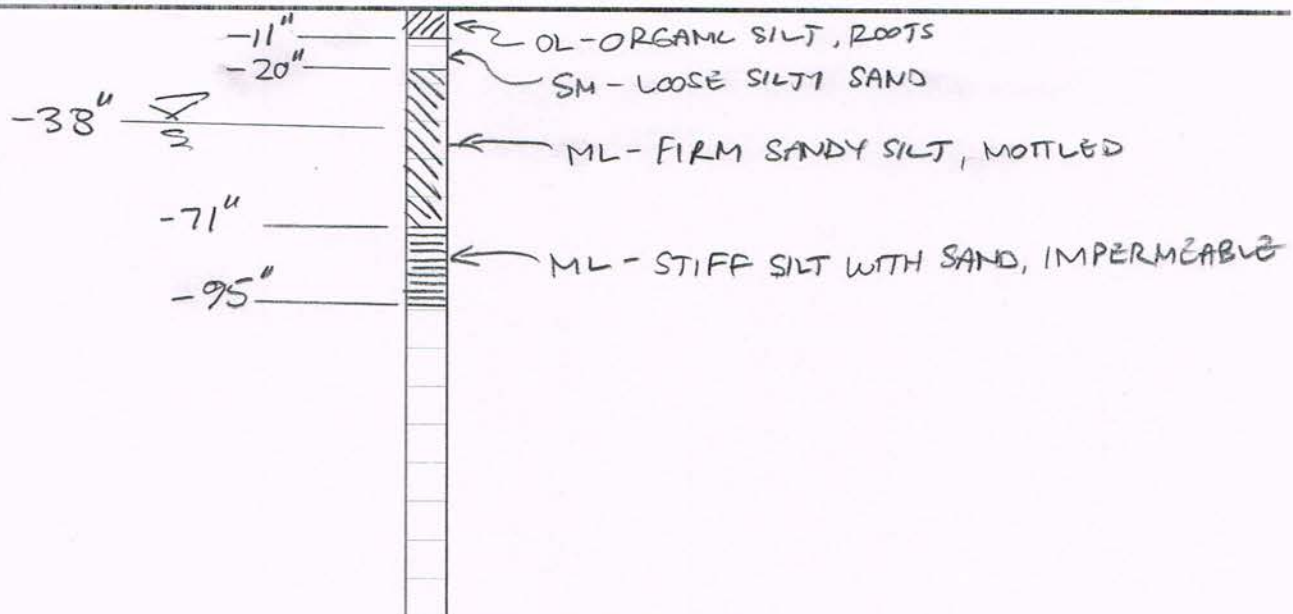 -11"
OL-ORGANIC SILT, ROOTS
-20"
SM-LOOSE SILTY SAND
-38"
ML-FIRM SANDY SILT, MOTTLED
-71"
ML-STIFF SILT WITH SAND, IMPERMEABLE
-95"